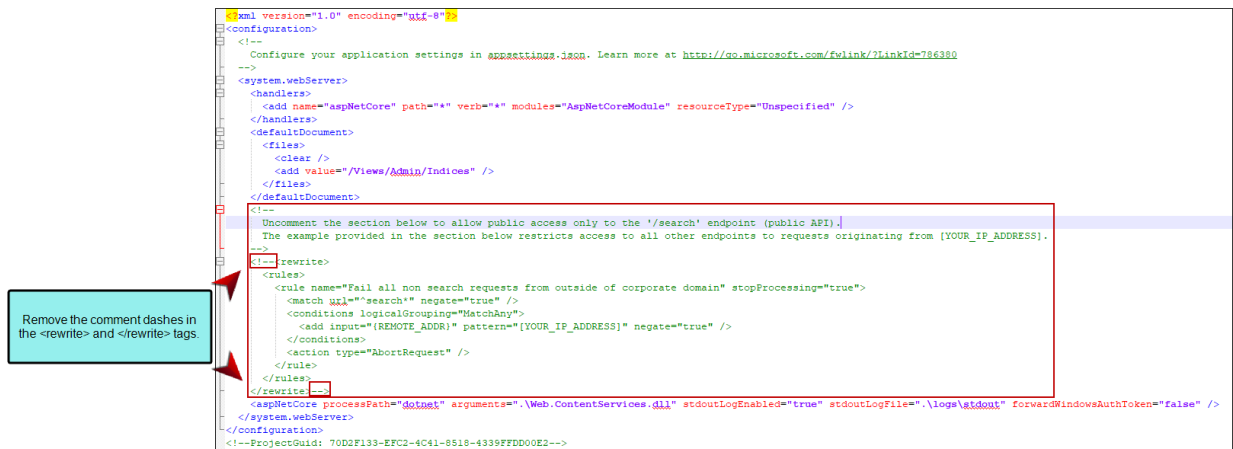 <?xml version="1.0" encoding="utf-8"?>
<configuration>
<!--
Configure your application settings in appsettings.json. Learn more at http://go.microsoft.com/fwlink/?LinkId=786380
-->
<system.webServer>
<handlers>
<add name="aspNetCore" path="*" verb="*" modules="AspNetCoreModule" resourceType="Unspecified" />
</handlers>
<defaultDocument>
<files>
<clear />
<add value="/Views/Admin/Indices" />
</files>
</defaultDocument>
<!--
Uncomment the section below to allow public access only to the '/search' endpoint (public API).
The example provided in the section below restricts access to all other endpoints to requests originating from [YOUR_IP_ADDRESS].
-->
<!--<rewrite>
<rules>
<rule name="Fail all non search requests from outside of corporate domain" stopProcessing="true">
<match url="^search*" negate="true" />
<conditions logicalGrouping="MatchAny">
<add input="{REMOTE_ADDR}" pattern="[YOUR_IP_ADDRESS]" negate="true" />
</conditions>
<action type="AbortRequest" />
</rule>
</rules>
</rewrite>-->
<aspNetCore processPath="dotnet" arguments=".\Web.ContentServices.dll" stdoutLogEnabled="true" stdoutLogFile=".\logs\stdout" forwardWindowsAuthToken="false" />
</system.webServer>
</configuration>
<!--ProjectGuid: 70D2F133-EFC2-4C41-8518-4339FFDD00E2-->
Remove the comment dashes in
the <rewrite> and </rewrite> tags.